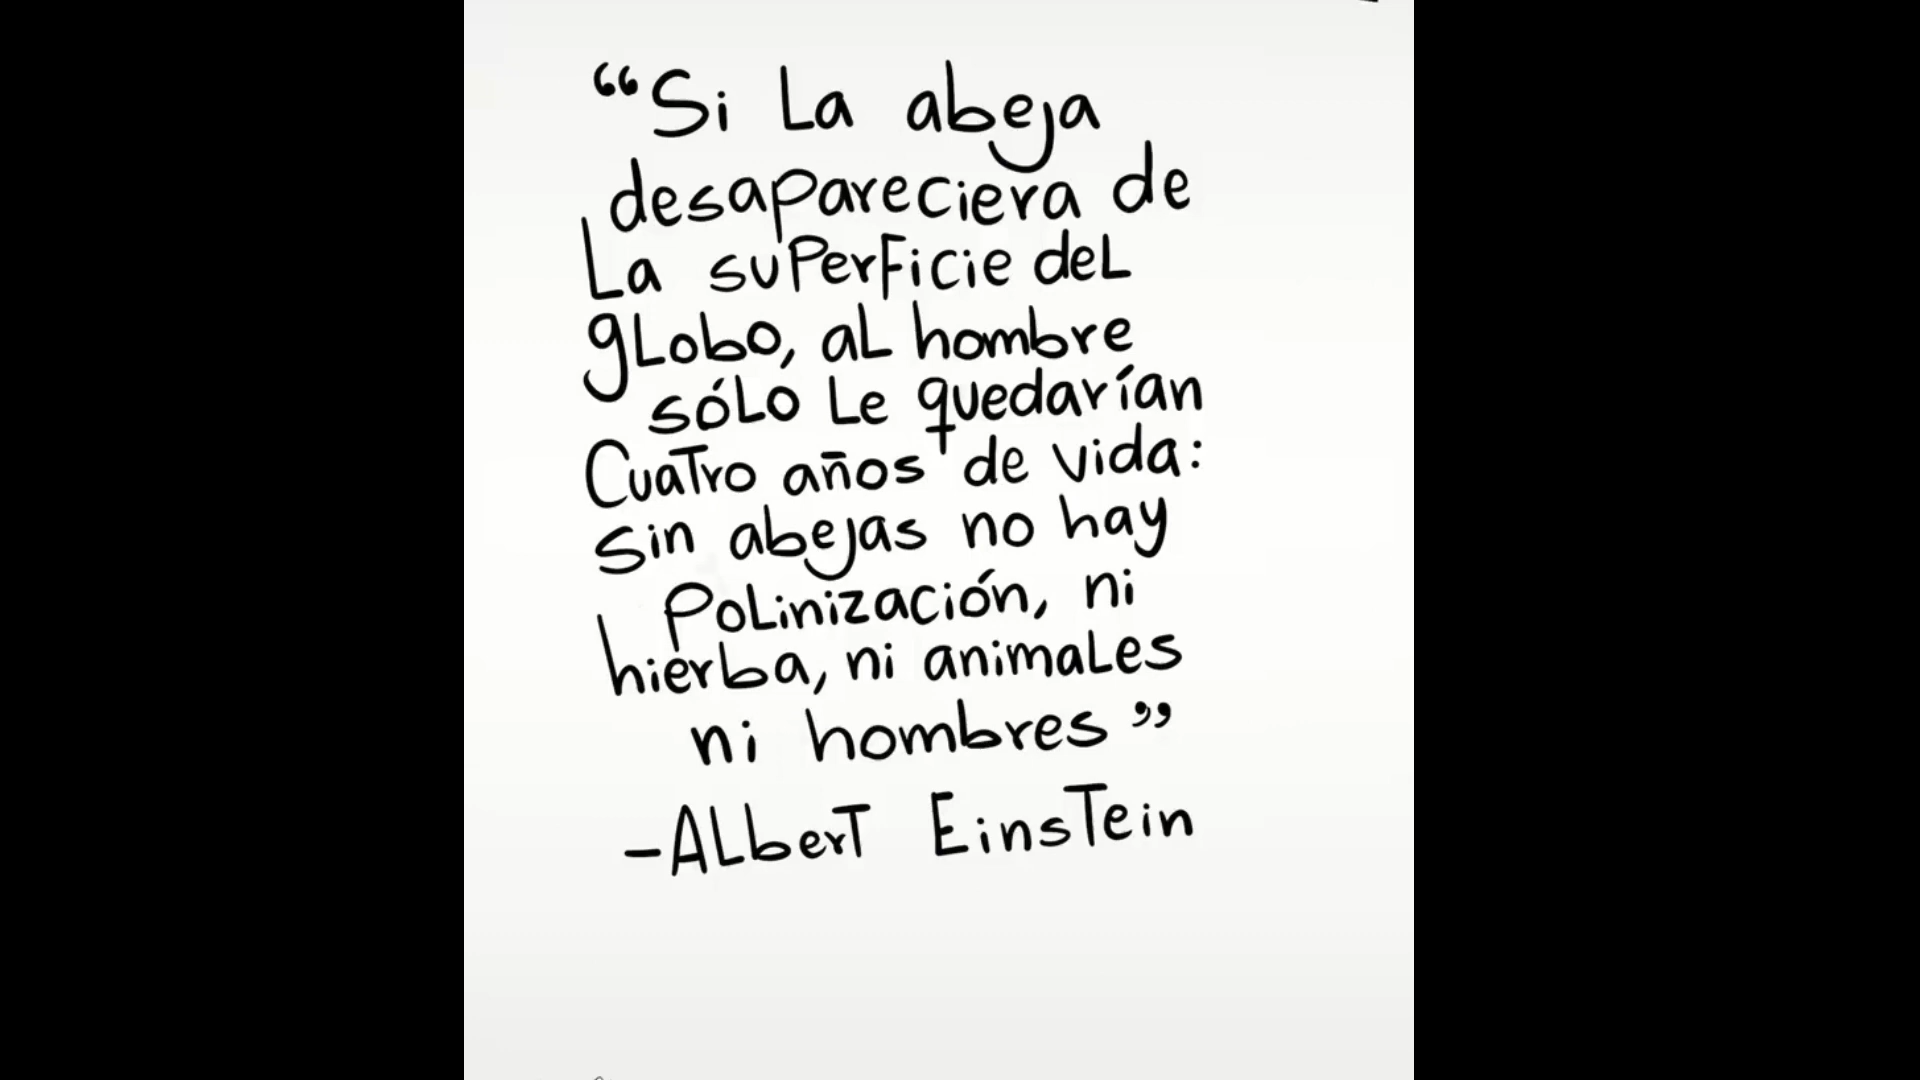 “Si La abeja
desapareciera de
La superficie del
globo, al hombre
sólo le quedarían
Cuatro años de vida:
sin abejas no hay
Polinización, ni
hierba, ni animales
ni hombres”
-Albert Einstein